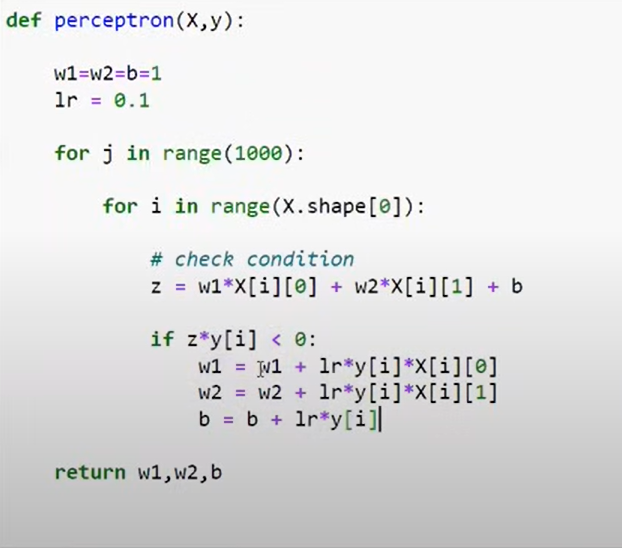 def perceptron(X,y):
    w1=w2=b=1
    lr = 0.1
    for j in range(1000):
        for i in range(X.shape[0]):
            # check condition
            z = w1*X[i][0] + w2*X[i][1] + b
            if z*y[i] < 0:
                w1 = w1 + lr*y[i]*X[i][0]
                w2 = w2 + lr*y[i]*X[i][1]
                b = b + lr*y[i]
    return w1,w2,b